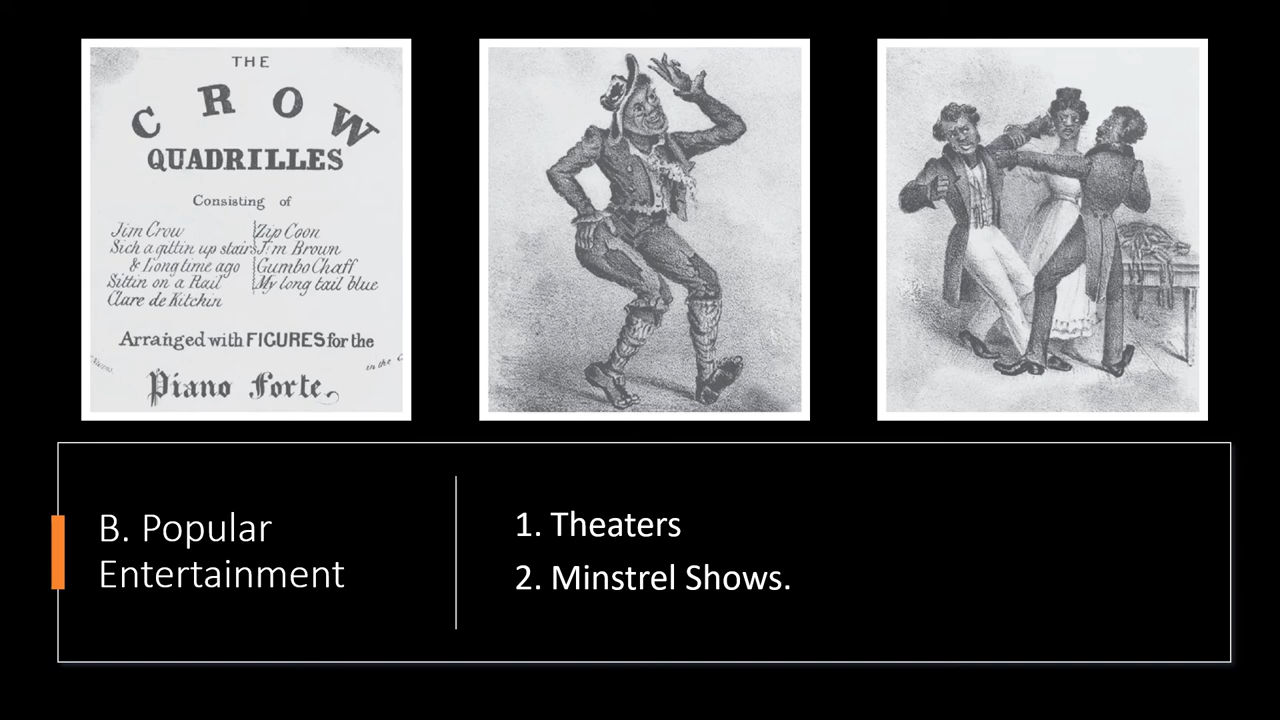 THE
CROW
QUADRILLES
Consisting of
Jim Crow
Zip Coon
Sich a gittin up stairs
Jim Brown
& Long time ago
Gumbo Chaff
Sittin on a Rail
My long tail blue
Clare de Kitchin
Arranged with FIGURES for the
in the C
Piano Forte.
B. Popular
Entertainment
1. Theaters
2. Minstrel Shows.